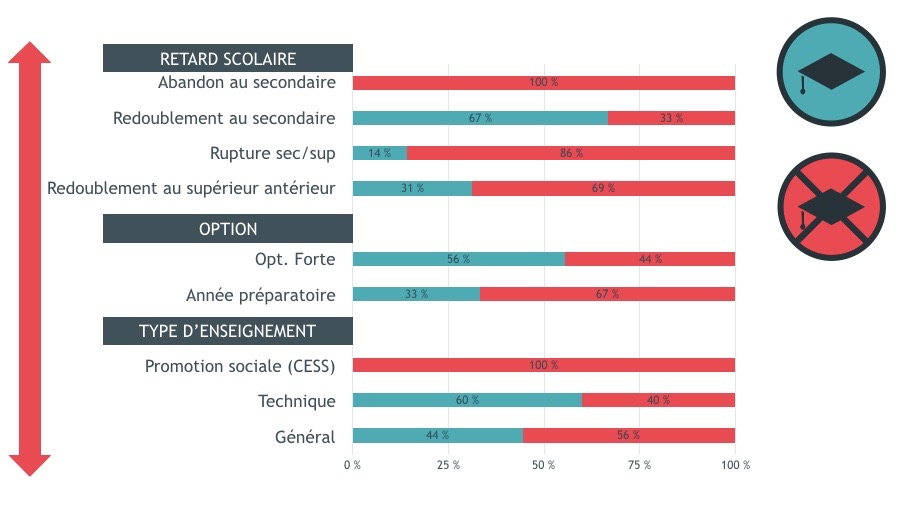 RETARD SCOLAIRE
Abandon au secondaire
100 %
Redoublement au secondaire
67 %
33 %
Rupture sec/sup
14 %
86 %
Redoublement au supérieur antérieur
31 %
69 %
OPTION
Opt. Forte
56 %
44 %
Année préparatoire
33 %
67 %
TYPE D’ENSEIGNEMENT
Promotion sociale (CESS)
100 %
Technique
60 %
40 %
Général
44 %
56 %
0 %
25 %
50 %
75 %
100 %